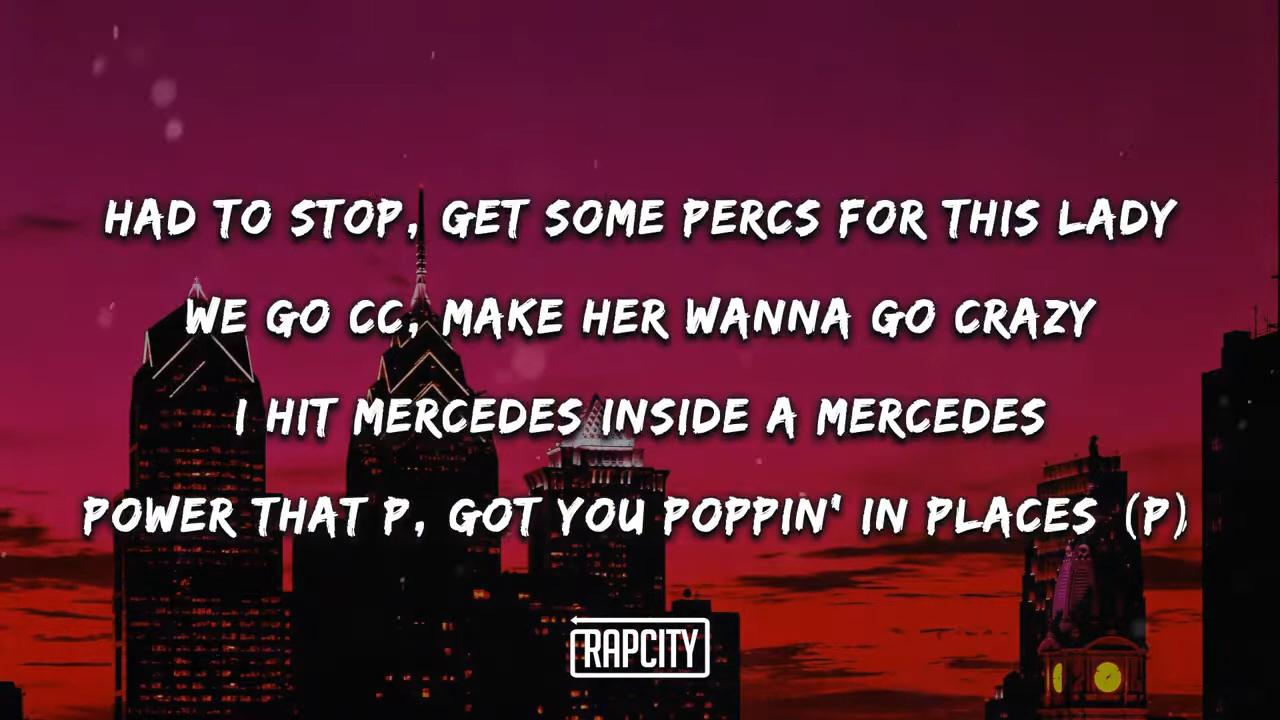 HAD TO STOP, GET SOME PERCS FOR THIS LADY
WE GO CC, MAKE HER WANNA GO CRAZY
I HIT MERCEDES INSIDE A MERCEDES
POWER THAT P, GOT YOU POPPIN' IN PLACES (P)
RAPCITY